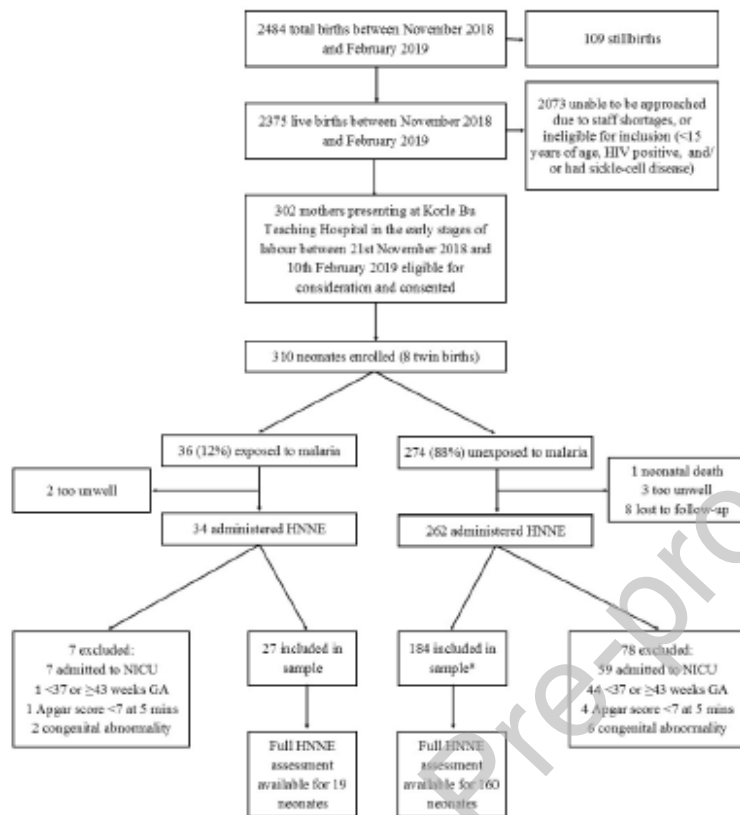 2484 total births between November 2018
and February 2019
109 stillbirths
2375 live births between November 2018
and February 2019
2073 unable to be approached
due to staff shortages, or
ineligible for inclusion (<15
years of age, HIV positive, and/
or had sickle-cell disease)
302 mothers presenting at Korle Bu
Teaching Hospital in the early stages of
labour between 21st November 2018 and
10th February 2019 eligible for
consideration and consented
310 neonates enrolled (8 twin births)
36 (12%) exposed to malaria
274 (88%) unexposed to malaria
2 too unwell
1 neonatal death
3 too unwell
8 lost to follow-up
34 administered HNNE
262 administered HNNE
7 excluded:
7 admitted to NICU
1 <37 or ≥43 weeks GA
1 Apgar score <7 at 5 mins
2 congenital abnormality
27 included in
sample
184 included in
sample
78 excluded:
59 admitted to NICU
44 <37 or ≥43 weeks GA
4 Apgar score <7 at 5 mins
6 congenital abnormality
Full HNNE
assessment
available for 19
neonates
Full HNNE
assessment
available for 160
neonates
Pre-pro